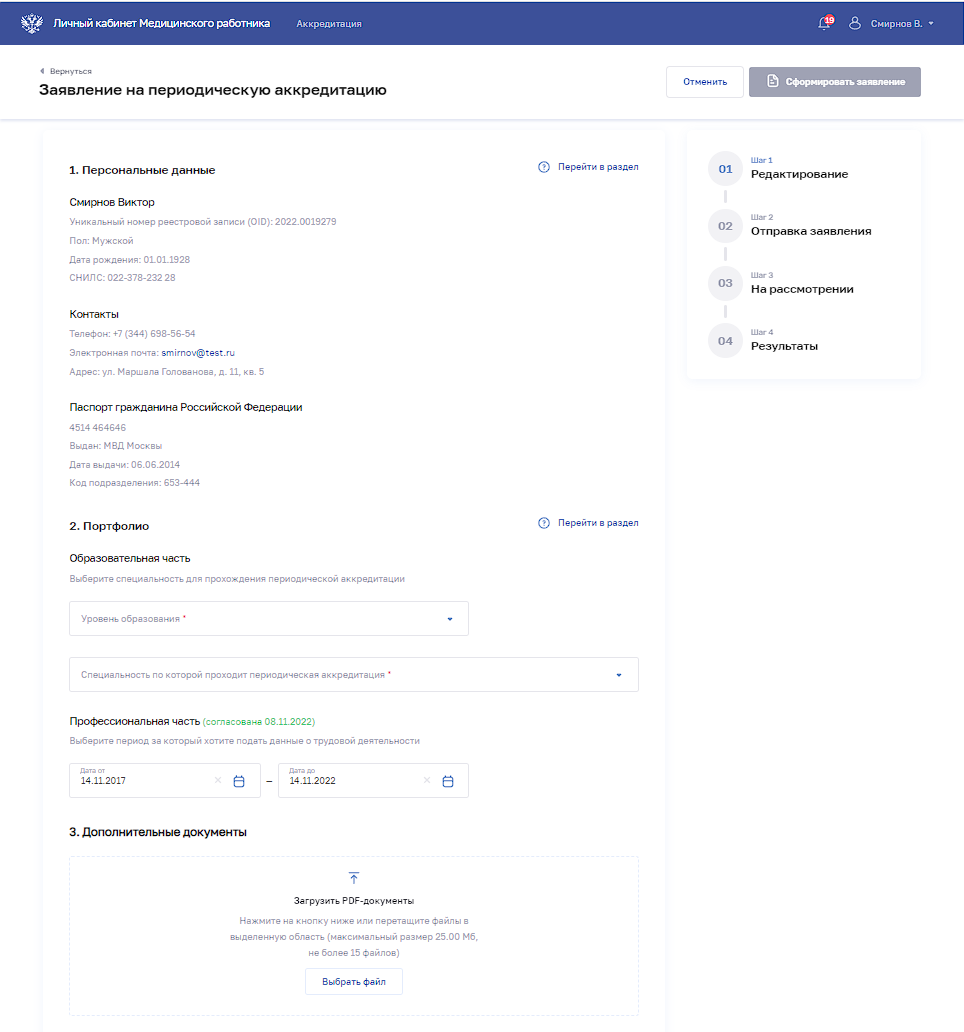 Личный кабинет Медицинского работника
Аккредитация
19
Смирнов В.
Вернуться
Заявление на периодическую аккредитацию
Отменить
Сформировать заявление
1. Персональные данные
Перейти в раздел
Смирнов Виктор
Уникальный номер реестровой записи (OID): 2022.0019279
Пол: Мужской
Дата рождения: 01.01.1928
СНИЛС: 022-378-232 28
Контакты
Телефон: +7 (344) 698-56-54
Электронная почта: smirnov@test.ru
Адрес: ул. Маршала Голованова, д. 11, кв. 5
Паспорт гражданина Российской Федерации
4514 464646
Выдан: МВД Москвы
Дата выдачи: 06.06.2014
Код подразделения: 653-444
2. Портфолио
Перейти в раздел
Образовательная часть
Выберите специальность для прохождения периодической аккредитации
Уровень образования *
Специальность по которой проходит периодическая аккредитация *
Профессиональная часть (согласована 08.11.2022)
Выберите период за который хотите подать данные о трудовой деятельности
Дата от
14.11.2017
–
Дата до
14.11.2022
3. Дополнительные документы
Загрузить PDF-документы
Нажмите на кнопку ниже или перетащите файлы в
выделенную область (максимальный размер 25.00 Мб,
не более 15 файлов)
Выбрать файл
01
Шаг 1
Редактирование
02
Шаг 2
Отправка заявления
03
Шаг 3
На рассмотрении
04
Шаг 4
Результаты